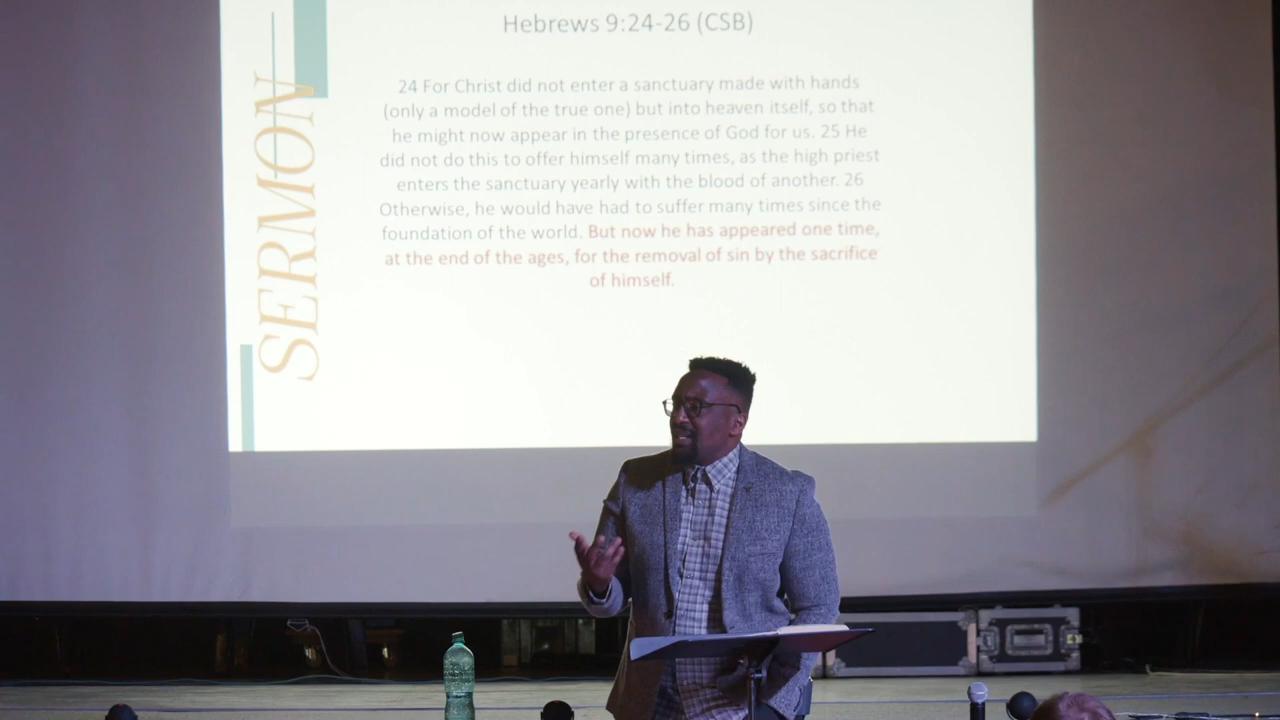 Hebrews 9:24-26 (CSB)
SERMON
24 For Christ did not enter a sanctuary made with hands
(only a model of the true one) but into heaven itself, so that
he might now appear in the presence of God for us. 25 He
did not do this to offer himself many times, as the high priest
enters the sanctuary yearly with the blood of another. 26
Otherwise, he would have had to suffer many times since the
foundation of the world. But now he has appeared one time,
at the end of the ages, for the removal of sin by the sacrifice
of himself.